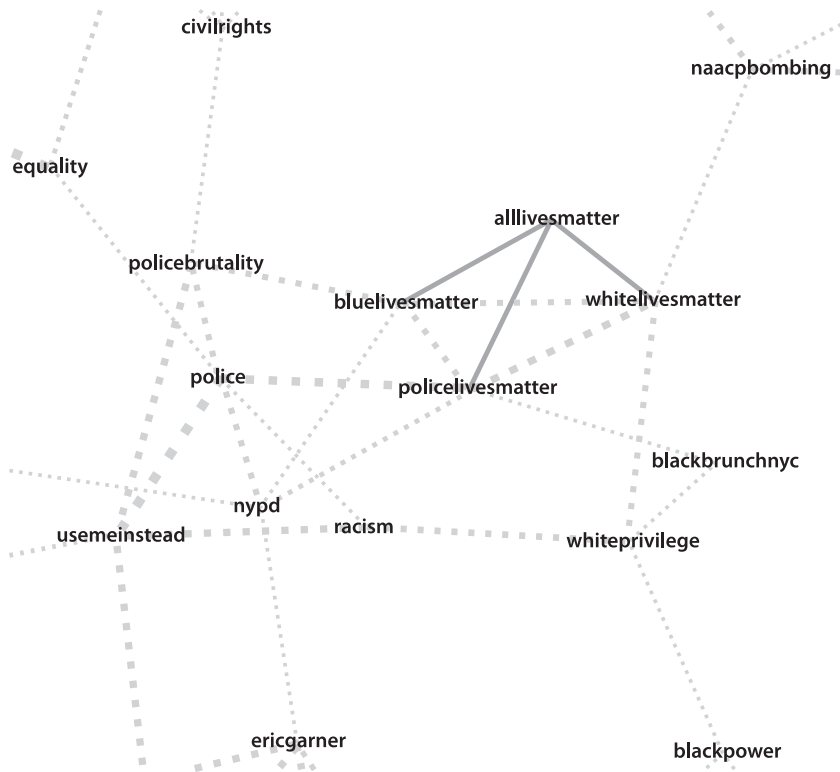 civilrights
naacpbombing
equality
alllivesmatter
policebrutality
bluelivesmatter
whitelivesmatter
police
policelivesmatter
blackbrunchnyc
nypd
racism
usemeinstead
whiteprivilege
ericgarner
blackpower